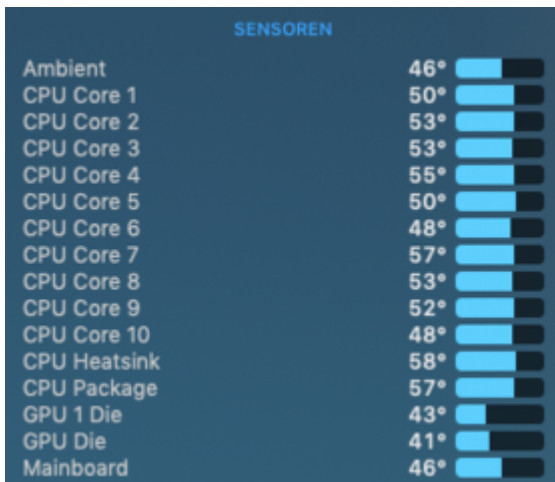 SENSOREN
Ambient 46°
CPU Core 1 50°
CPU Core 2 53°
CPU Core 3 53°
CPU Core 4 55°
CPU Core 5 50°
CPU Core 6 48°
CPU Core 7 57°
CPU Core 8 53°
CPU Core 9 52°
CPU Core 10 48°
CPU Heatsink 58°
CPU Package 57°
GPU 1 Die 43°
GPU Die 41°
Mainboard 46°